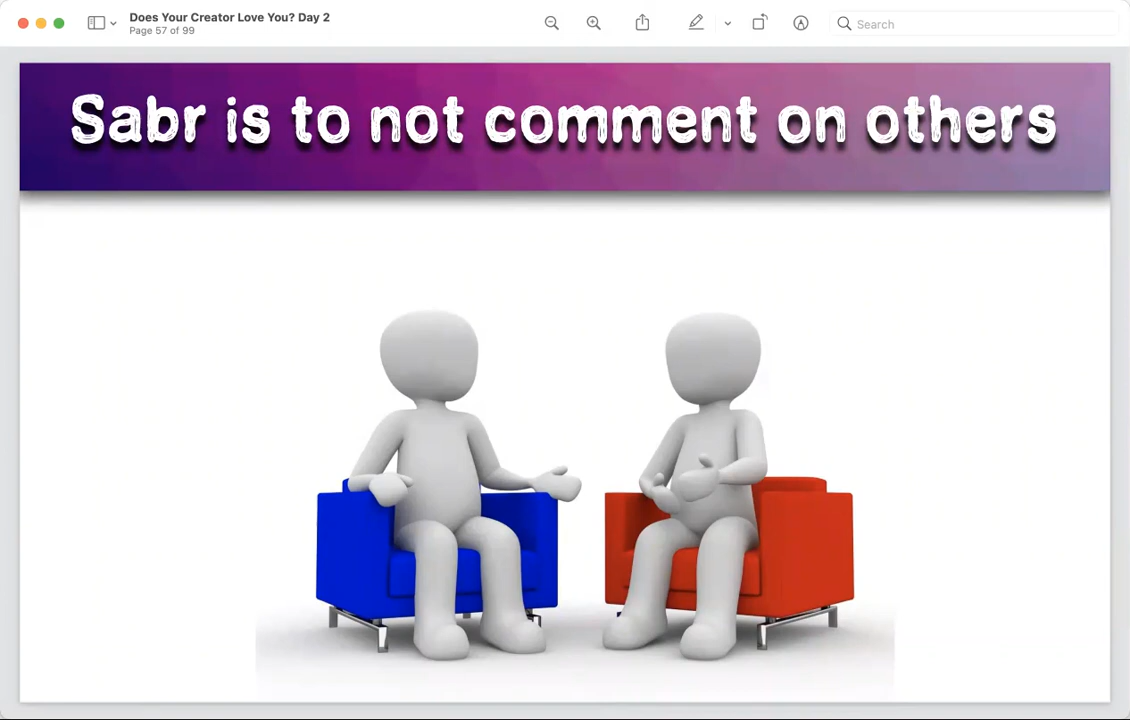 Does Your Creator Love You? Day 2
Page 57 of 99
Search
Sabr is to not comment on others